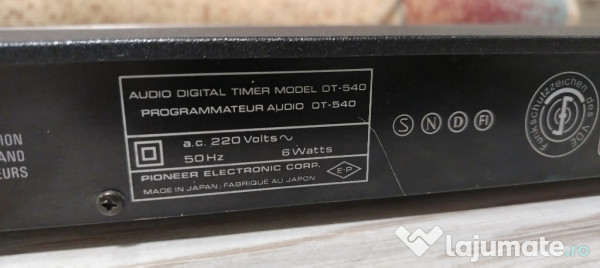 AUDIO DIGITAL TIMER MODEL DT-540
PROGRAMMATEUR AUDIO DT-540
a.c. 220 Volts~
50 Hz 6 Watts
PIONEER ELECTRONIC CORP.
MADE IN JAPAN/FABRIQUE AU JAPON
E·P
S N D FI
Funkschutzzeichen des VDE
TION
AND
EURS
lajumate.ro